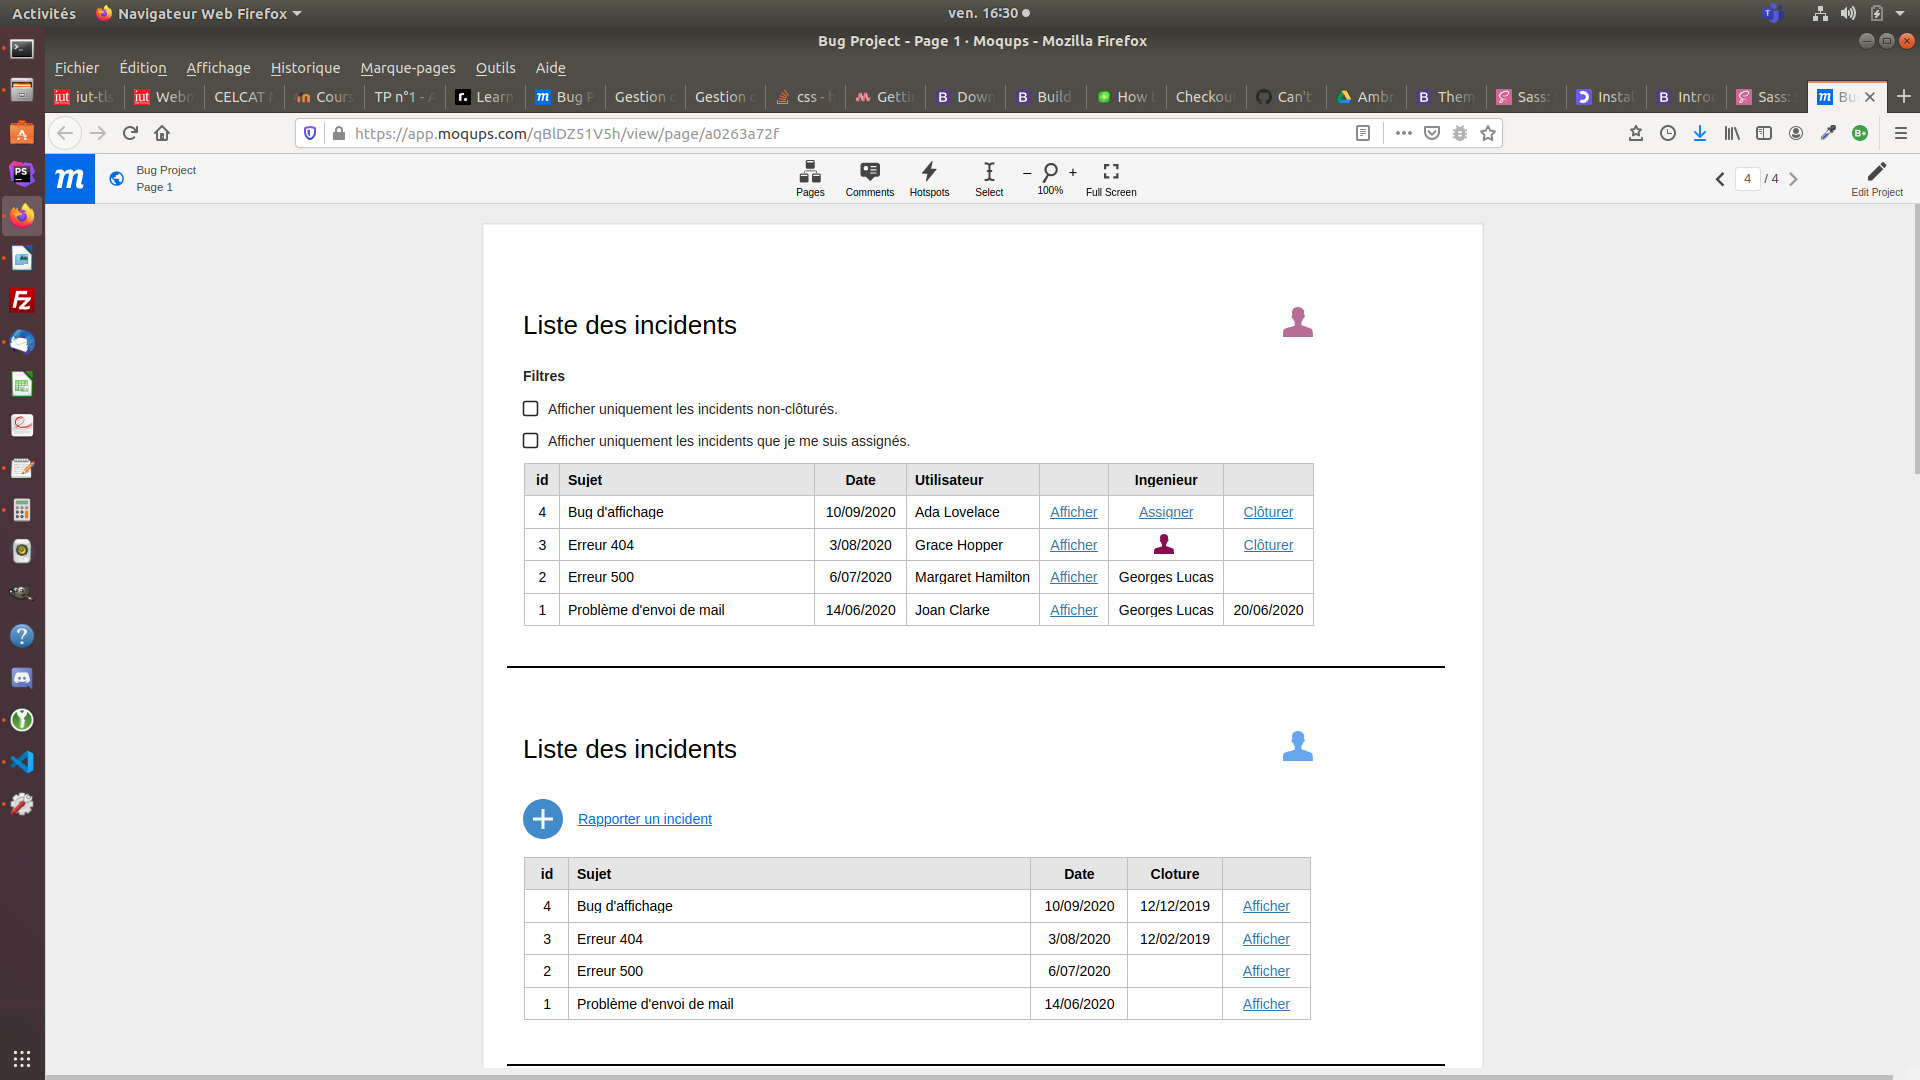 Activités Navigateur Web Firefox ven. 16:30
Bug Project - Page 1 · Moqups - Mozilla Firefox
Fichier Édition Affichage Historique Marque-pages Outils Aide
iut-tls Webm CELCAT Cours TP n°1 - A Learn Bug P Gestion Gestion css - h Getti Down Build How Checkou Can't Ambr Them Sass: Insta Introd Sass: Bu
https://app.moqups.com/qBlDZ51V5h/view/page/a0263a72f
m Bug Project
Page 1
Pages Comments Hotspots Select – 100% + Full Screen 4 / 4 Edit Project
Liste des incidents
Filtres
Afficher uniquement les incidents non-clôturés.
Afficher uniquement les incidents que je me suis assignés.
id Sujet Date Utilisateur Ingenieur
4 Bug d'affichage 10/09/2020 Ada Lovelace Afficher Assigner Clôturer
3 Erreur 404 3/08/2020 Grace Hopper Afficher Clôturer
2 Erreur 500 6/07/2020 Margaret Hamilton Afficher Georges Lucas
1 Problème d'envoi de mail 14/06/2020 Joan Clarke Afficher Georges Lucas 20/06/2020
Liste des incidents
Rapporter un incident
id Sujet Date Cloture
4 Bug d'affichage 10/09/2020 12/12/2019 Afficher
3 Erreur 404 3/08/2020 12/02/2019 Afficher
2 Erreur 500 6/07/2020 Afficher
1 Problème d'envoi de mail 14/06/2020 Afficher